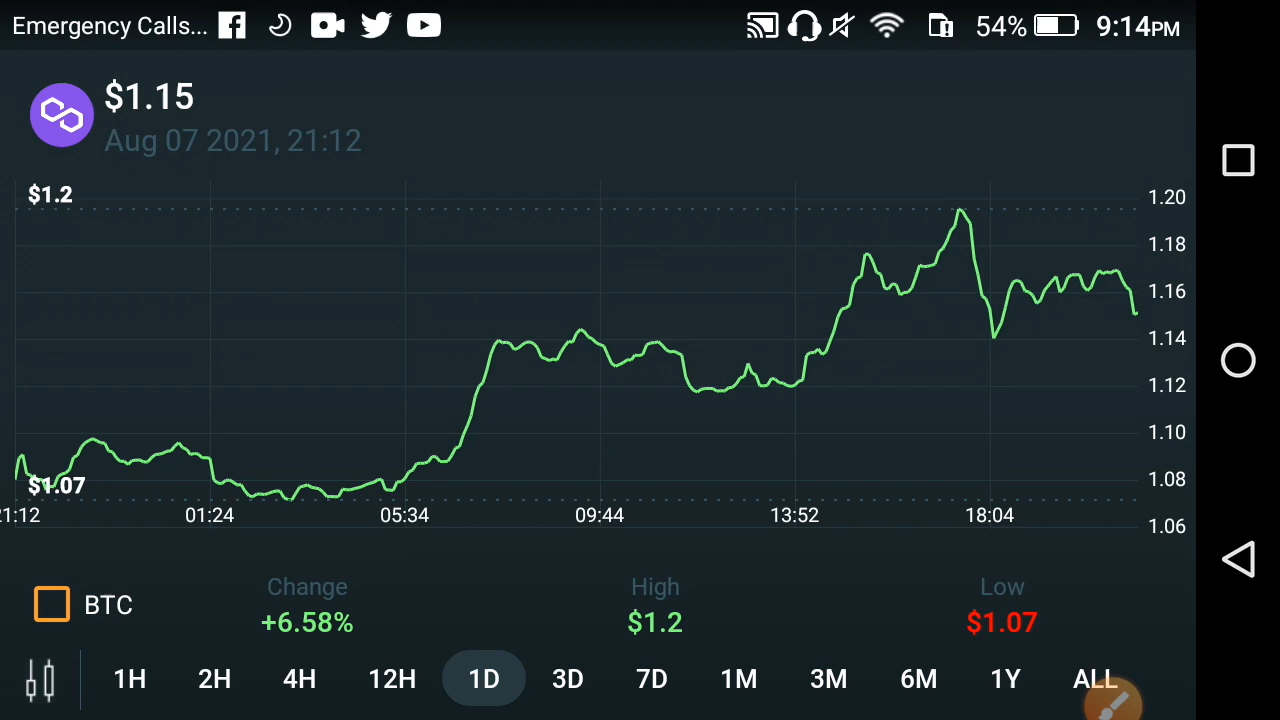 Emergency Calls... 54% 9:14PM
$1.15
Aug 07 2021, 21:12
$1.2
1.20
1.18
1.16
1.14
1.12
1.10
1.08
1.06
$1.07
21:12 01:24 05:34 09:44 13:52 18:04
BTC
Change High Low
+6.58% $1.2 $1.07
1H 2H 4H 12H 1D 3D 7D 1M 3M 6M 1Y ALL